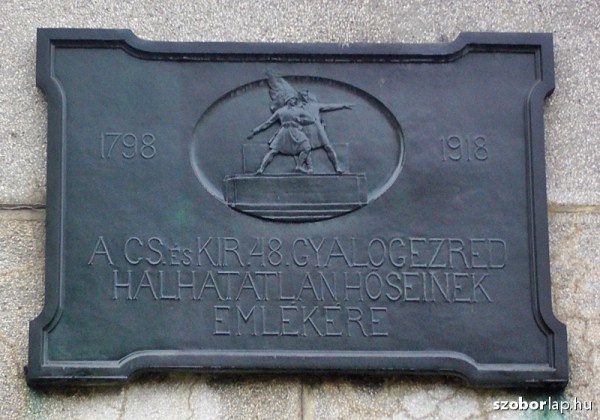 1798
1918
A CS. és KIR. 48. GYALOGEZRED
HALHATATLAN HŐSEINEK
EMLÉKÉRE
szoborlap.hu